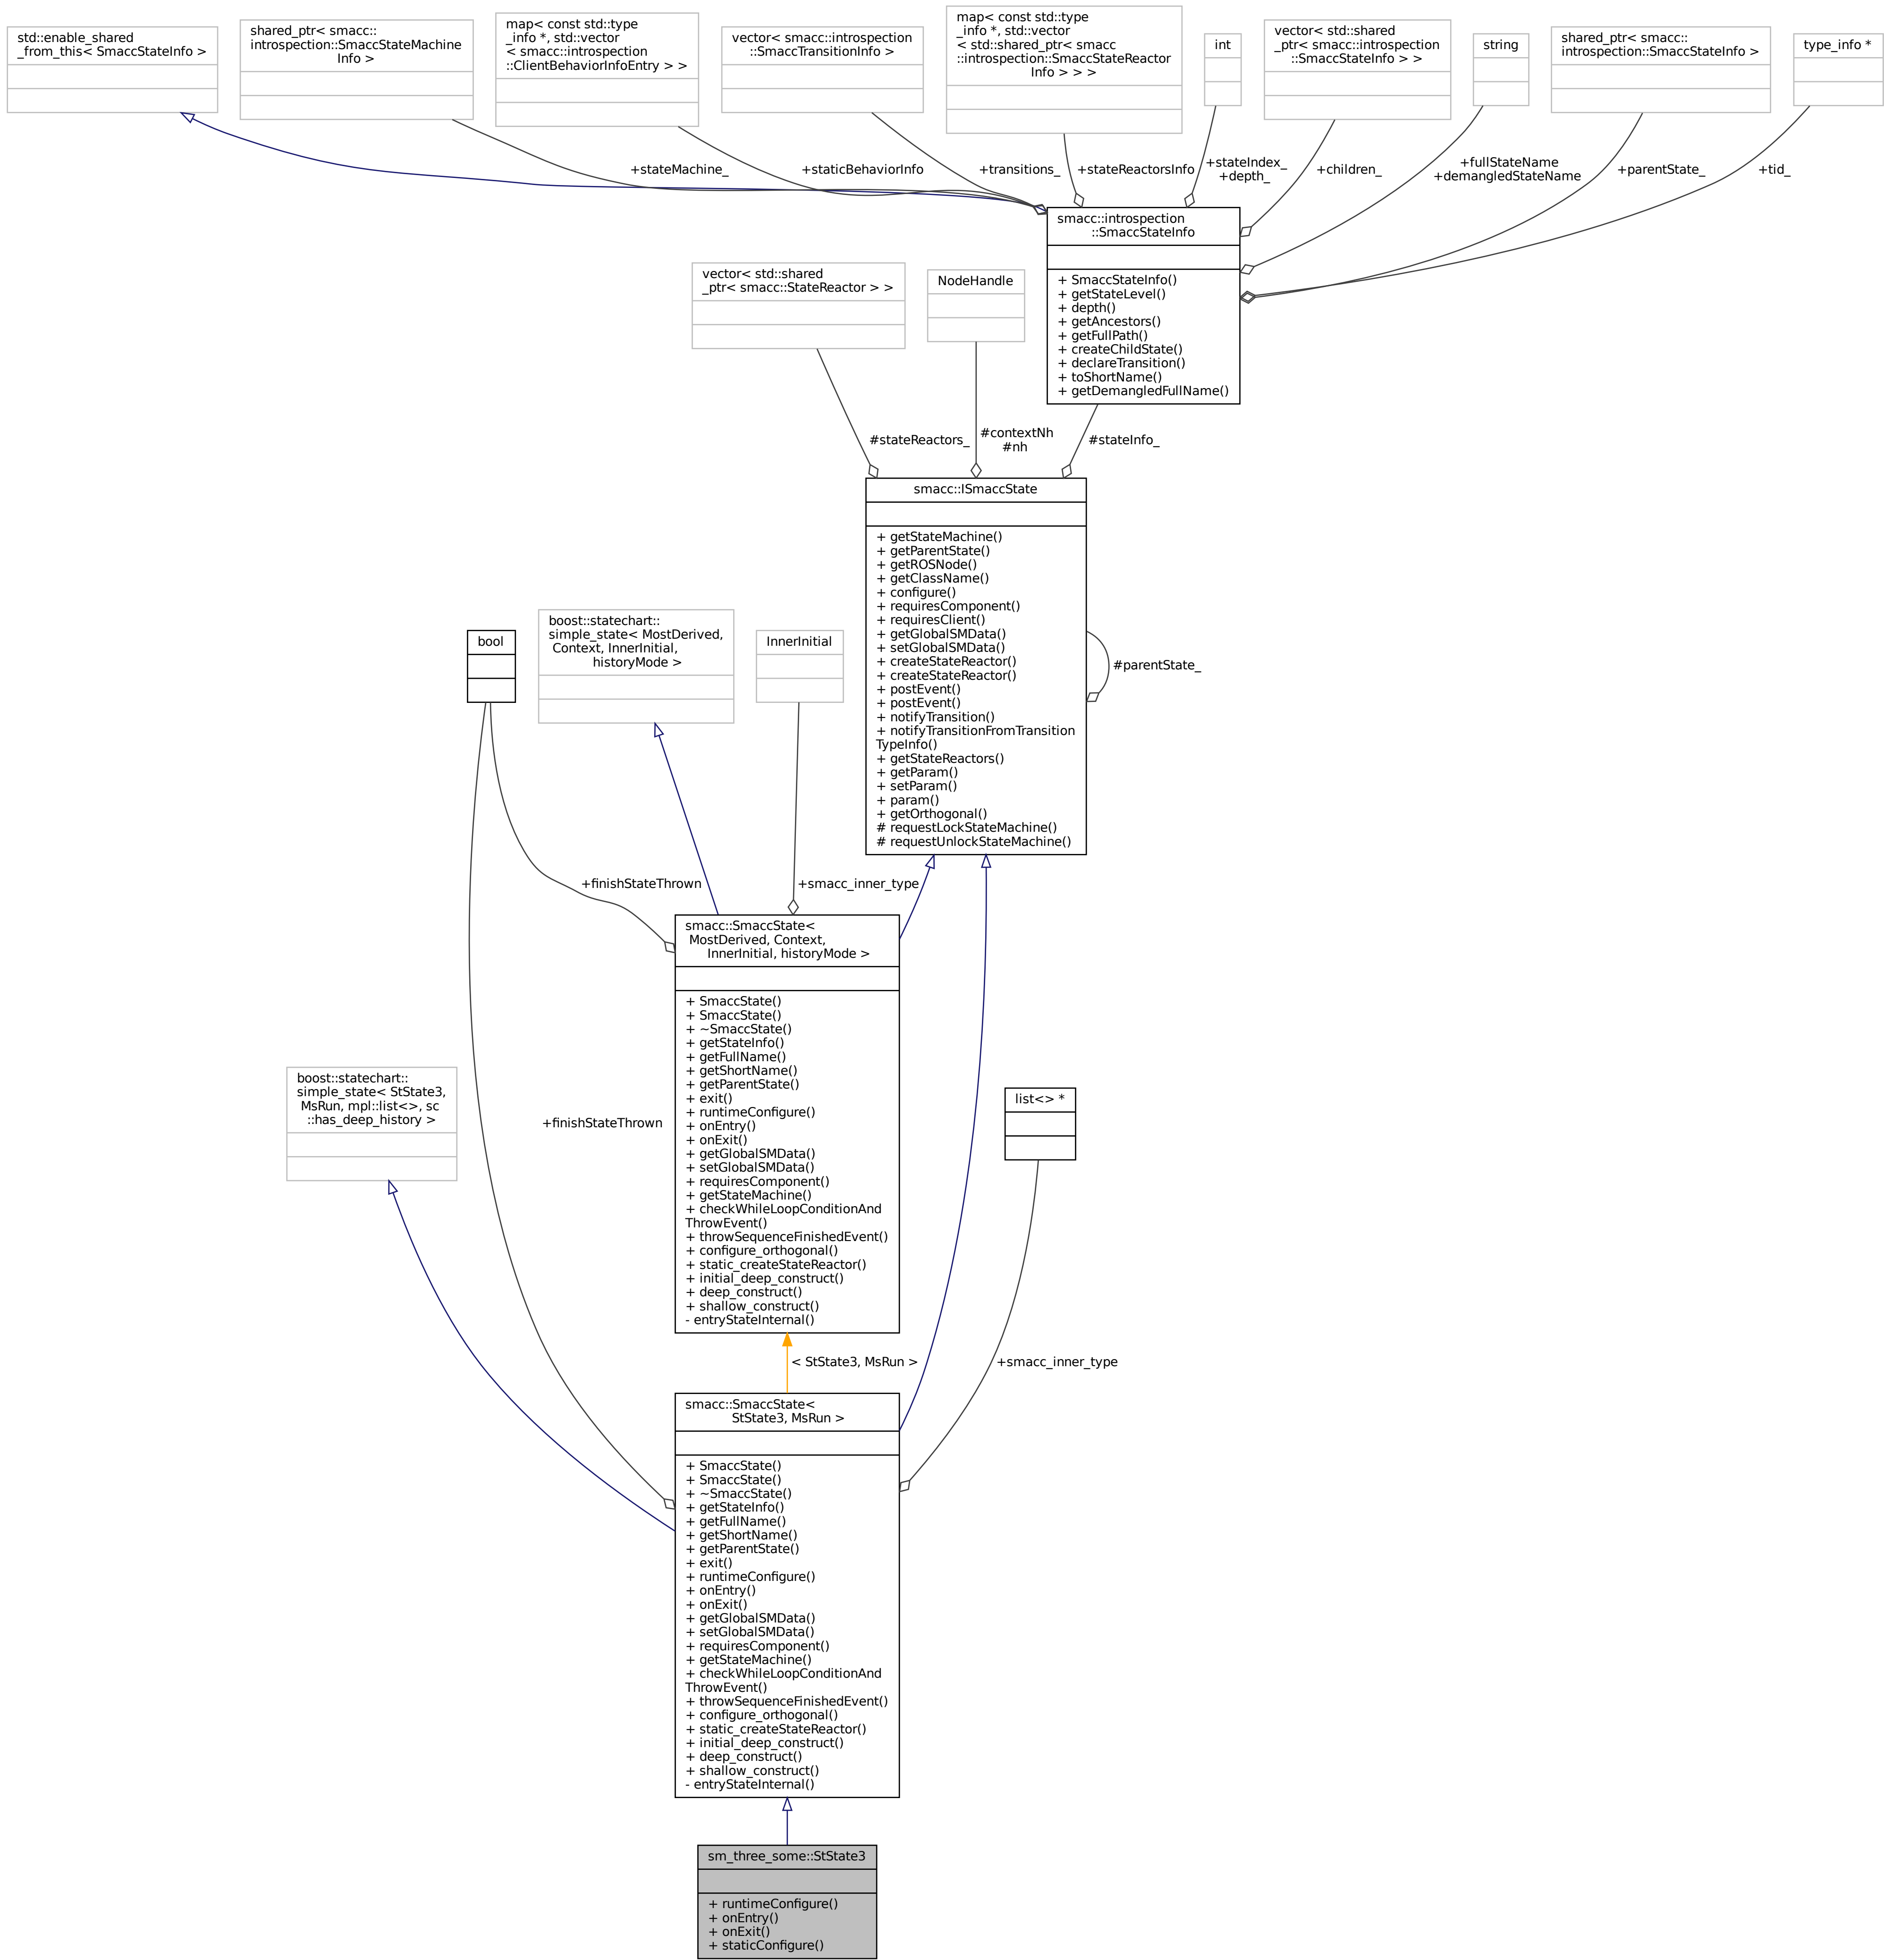 std::enable_shared
_from_this< SmaccStateInfo >
shared_ptr< smacc::
introspection::SmaccStateMachine
Info >
map< const std::type
_info *, std::vector
< smacc::introspection
::ClientBehaviorInfoEntry > >
vector< smacc::introspection
::SmaccTransitionInfo >
map< const std::type
_info *, std::vector
< std::shared_ptr< smacc
::introspection::SmaccStateReactor
Info > > >
int
vector< std::shared
_ptr< smacc::introspection
::SmaccStateInfo > >
string
shared_ptr< smacc::
introspection::SmaccStateInfo >
type_info *
+stateMachine_
+staticBehaviorInfo
+transitions_
+stateReactorsInfo
+stateIndex_
+depth_
+children_
+fullStateName
+demangledStateName
+parentState_
+tid_
smacc::introspection
::SmaccStateInfo
+ SmaccStateInfo()
+ getStateLevel()
+ depth()
+ getAncestors()
+ getFullPath()
+ createChildState()
+ declareTransition()
+ toShortName()
+ getDemangledFullName()
vector< std::shared
_ptr< smacc::StateReactor > >
NodeHandle
#stateReactors_
#contextNh
#nh
#stateInfo_
smacc::ISmaccState
+ getStateMachine()
+ getParentState()
+ getROSNode()
+ getClassName()
+ configure()
+ requiresComponent()
+ requiresClient()
+ getGlobalSMData()
+ setGlobalSMData()
+ createStateReactor()
+ createStateReactor()
+ postEvent()
+ postEvent()
+ notifyTransition()
+ notifyTransitionFromTransition
TypeInfo()
+ getStateReactors()
+ getParam()
+ setParam()
+ param()
+ getOrthogonal()
# requestLockStateMachine()
# requestUnlockStateMachine()
#parentState_
bool
boost::statechart::
simple_state< MostDerived,
Context, InnerInitial,
historyMode >
InnerInitial
+finishStateThrown
+smacc_inner_type
smacc::SmaccState<
MostDerived, Context,
InnerInitial, historyMode >
+ SmaccState()
+ SmaccState()
+ ~SmaccState()
+ getStateInfo()
+ getFullName()
+ getShortName()
+ getParentState()
+ exit()
+ runtimeConfigure()
+ onEntry()
+ onExit()
+ getGlobalSMData()
+ setGlobalSMData()
+ requiresComponent()
+ getStateMachine()
+ checkWhileLoopConditionAnd
ThrowEvent()
+ throwSequenceFinishedEvent()
+ configure_orthogonal()
+ static_createStateReactor()
+ initial_deep_construct()
+ deep_construct()
+ shallow_construct()
- entryStateInternal()
boost::statechart::
simple_state< StState3,
MsRun, mpl::list<>, sc
::has_deep_history >
+finishStateThrown
list<> *
< StState3, MsRun >
+smacc_inner_type
smacc::SmaccState<
StState3, MsRun >
+ SmaccState()
+ SmaccState()
+ ~SmaccState()
+ getStateInfo()
+ getFullName()
+ getShortName()
+ getParentState()
+ exit()
+ runtimeConfigure()
+ onEntry()
+ onExit()
+ getGlobalSMData()
+ setGlobalSMData()
+ requiresComponent()
+ getStateMachine()
+ checkWhileLoopConditionAnd
ThrowEvent()
+ throwSequenceFinishedEvent()
+ configure_orthogonal()
+ static_createStateReactor()
+ initial_deep_construct()
+ deep_construct()
+ shallow_construct()
- entryStateInternal()
sm_three_some::StState3
+ runtimeConfigure()
+ onEntry()
+ onExit()
+ staticConfigure()